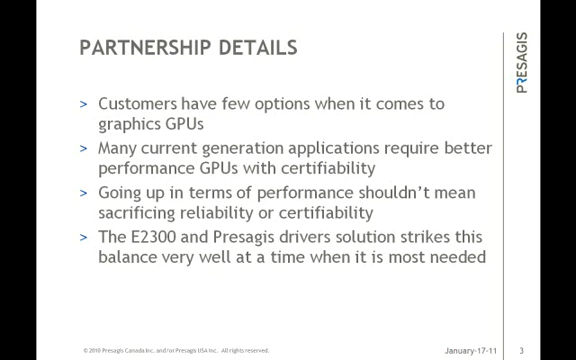 PARTNERSHIP DETAILS
PRESAGIS
> Customers have few options when it comes to
graphics GPUs
> Many current generation applications require better
performance GPUs with certifiability
> Going up in terms of performance shouldn't mean
sacrificing reliability or certifiability
> The E2300 and Presagis drivers solution strikes this
balance very well at a time when it is most needed
© 2010 Presagis Canada Inc. and/or Presagis USA Inc. All rights reserved.
January-17-11
3